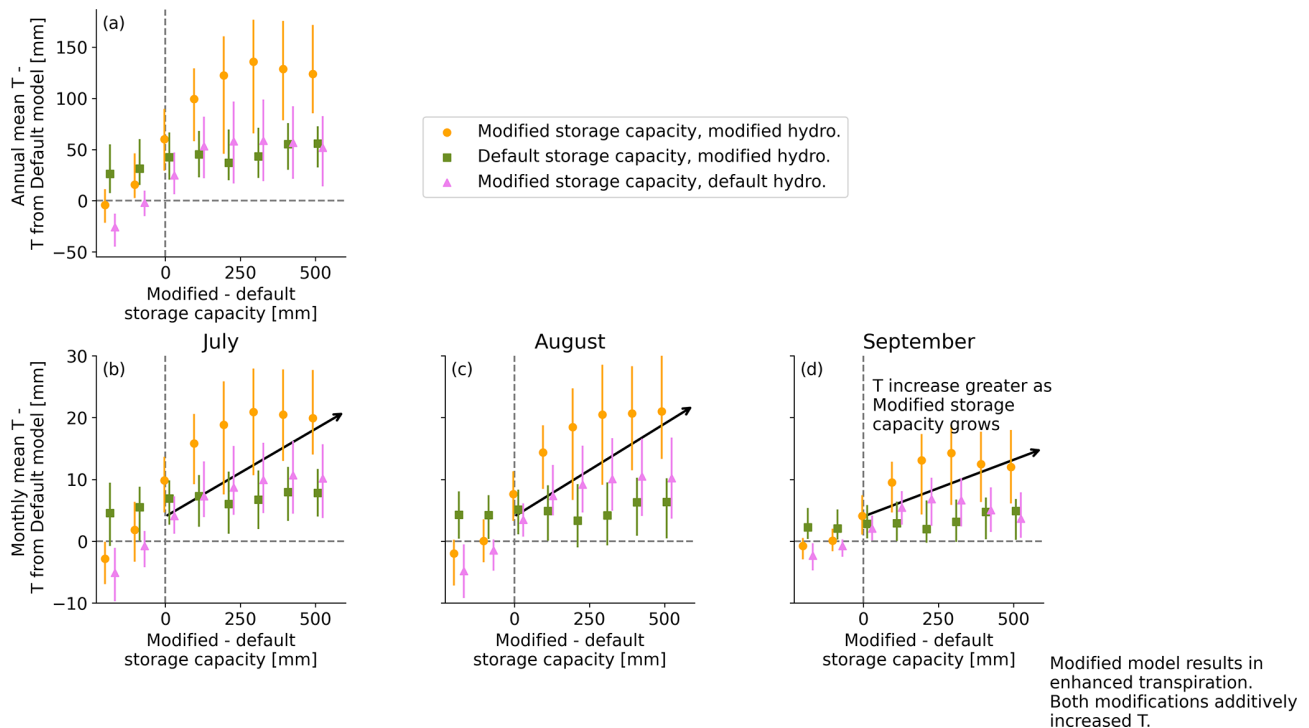 (a)
Annual mean T -
T from Default model [mm]
150
100
50
0
−50
0
250
500
Modified - default
storage capacity [mm]
Modified storage capacity, modified hydro.
Default storage capacity, modified hydro.
Modified storage capacity, default hydro.
July
(b)
Monthly mean T -
T from Default model [mm]
30
20
10
0
−10
0
250
500
Modified - default
storage capacity [mm]
August
(c)
0
250
500
Modified - default
storage capacity [mm]
September
(d)
T increase greater as
Modified storage
capacity grows
0
250
500
Modified - default
storage capacity [mm]
Modified model results in
enhanced transpiration.
Both modifications additively
increased T.